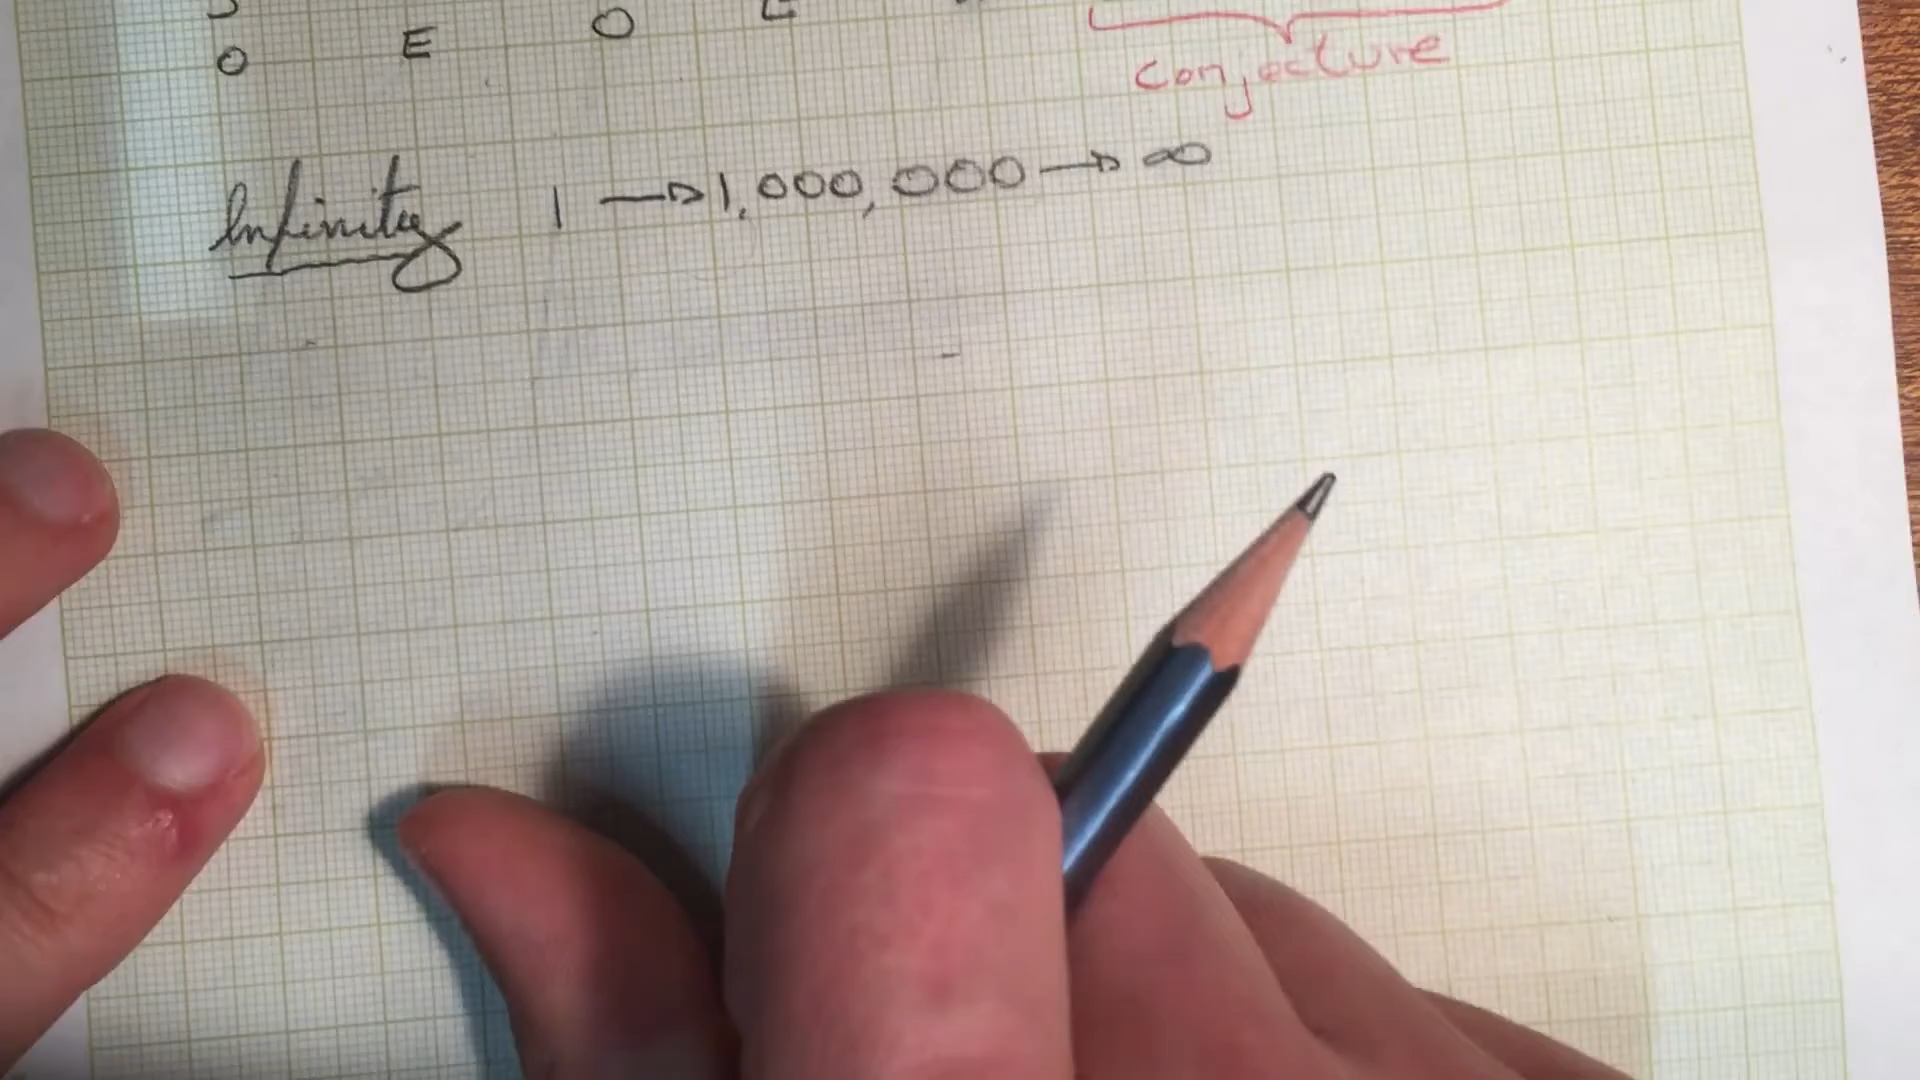 O E O E
conjecture
Infinity 1 → 1,000,000 → ∞